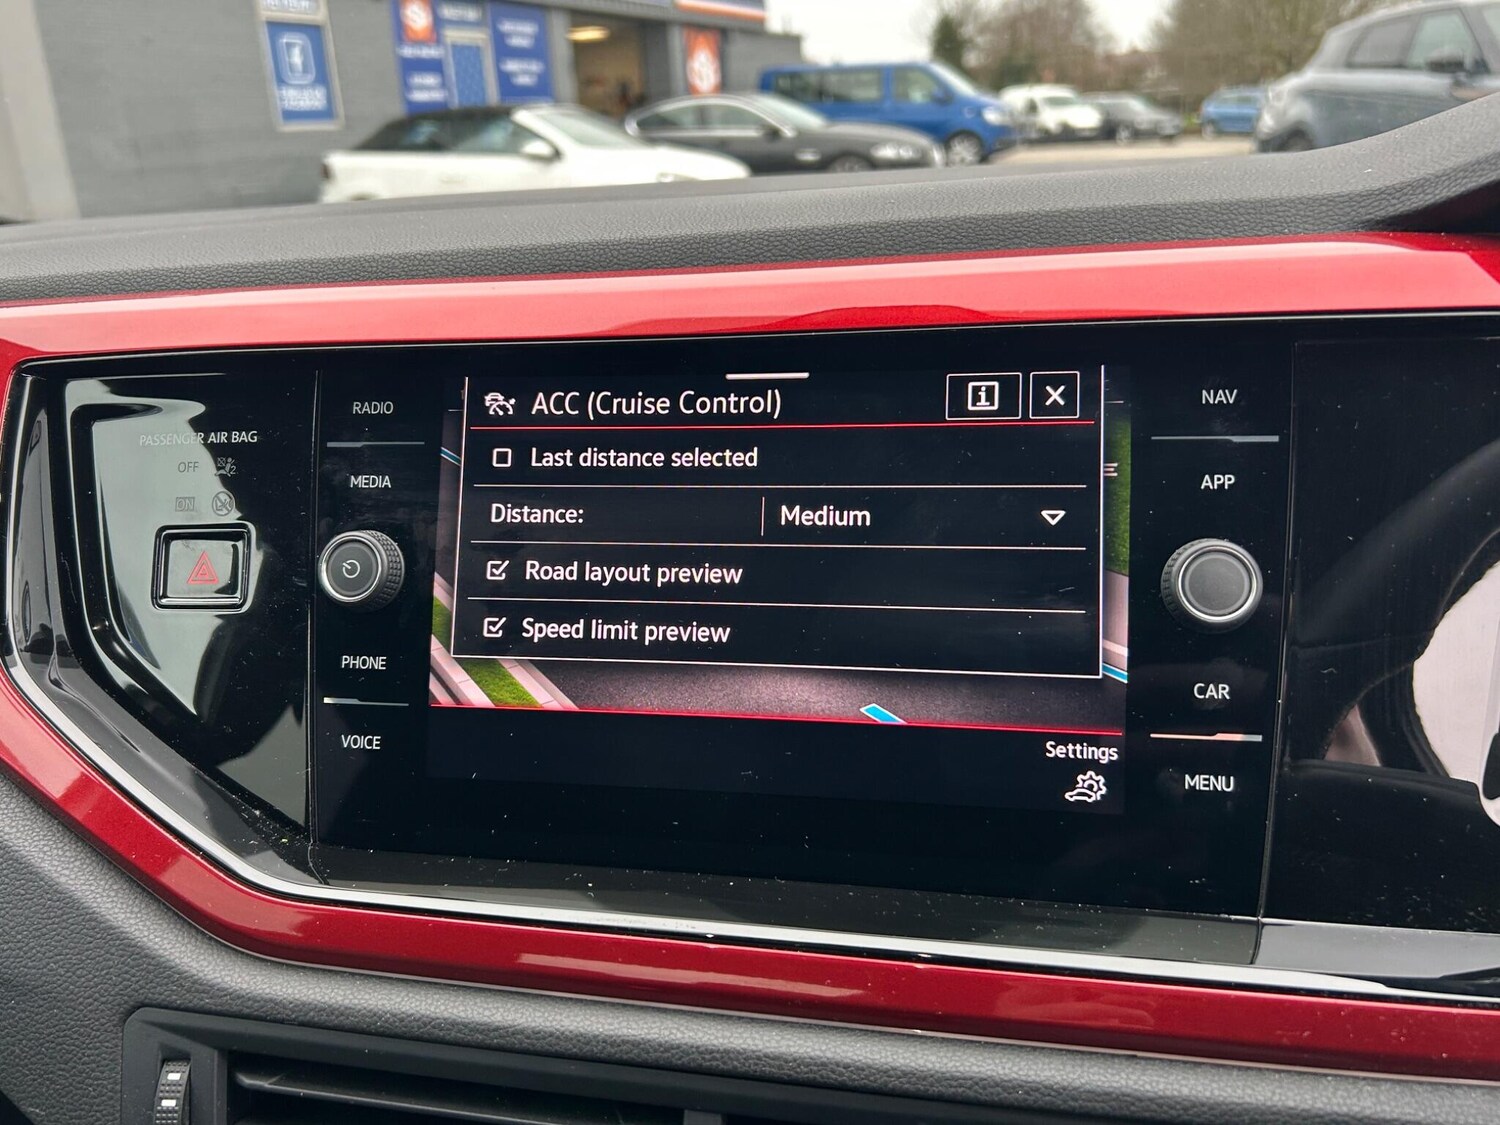 PASSENGER AIR BAG
OFF
ON
RADIO
MEDIA
PHONE
VOICE
ACC (Cruise Control)
i
Last distance selected
Distance:
Medium
Road layout preview
Speed limit preview
Settings
NAV
APP
CAR
MENU